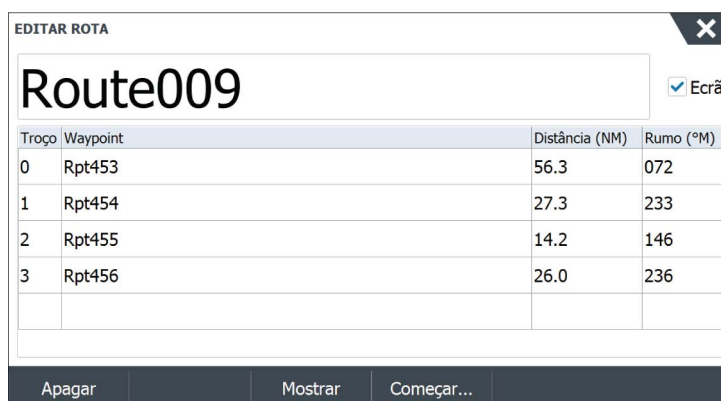 EDITAR ROTA
Route009
Ecrã
Troço Waypoint Distância (NM) Rumo (°M)
0 Rpt453 56.3 072
1 Rpt454 27.3 233
2 Rpt455 14.2 146
3 Rpt456 26.0 236
Apagar Mostrar Começar...